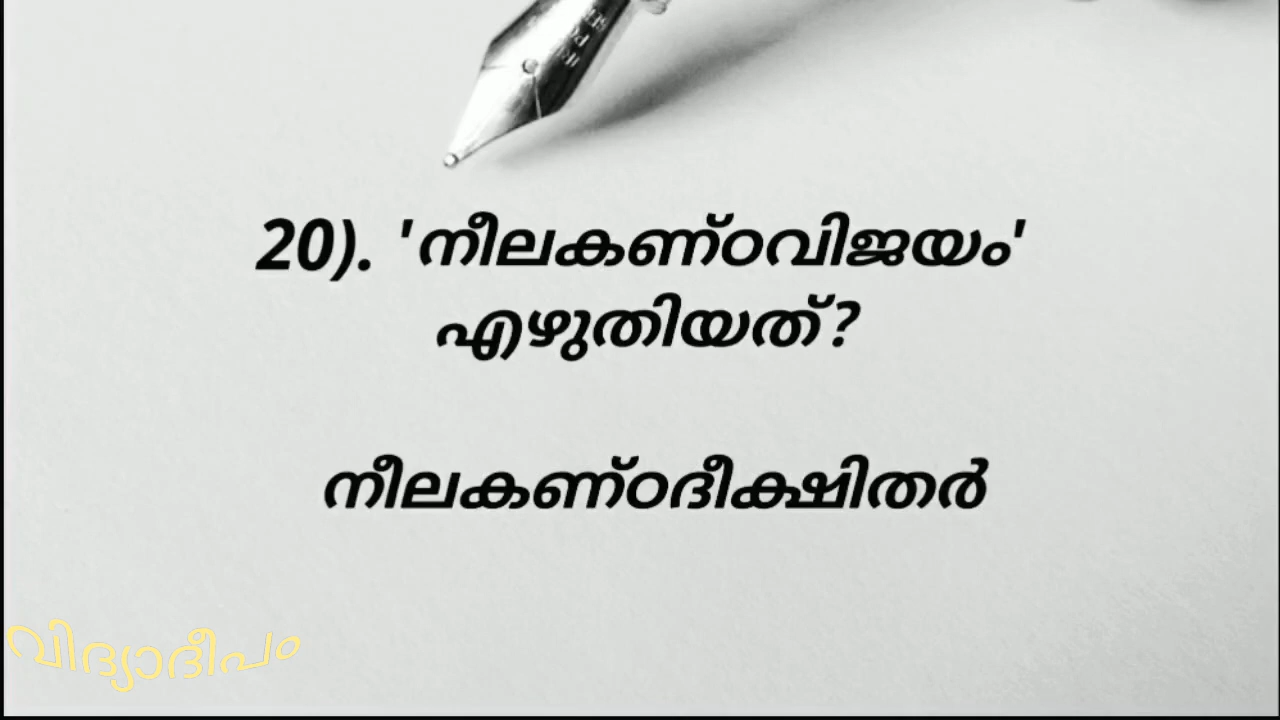 20). 'നീലകണ്ഠവിജയം'
എഴുതിയത്?
നീലകണ്ഠദീക്ഷിതർ
വിദ്യാദീപം